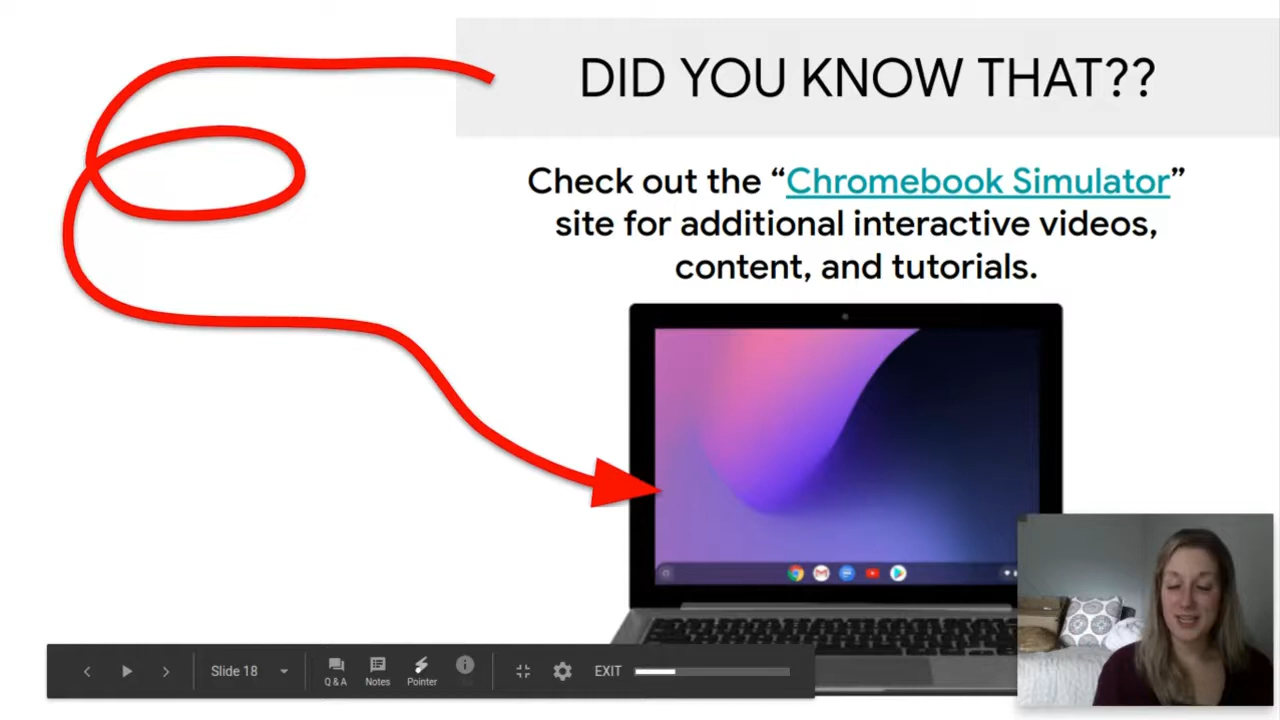 DID YOU KNOW THAT??
Check out the “Chromebook Simulator”
site for additional interactive videos,
content, and tutorials.
Slide 18
Q & A
Notes
Pointer
EXIT